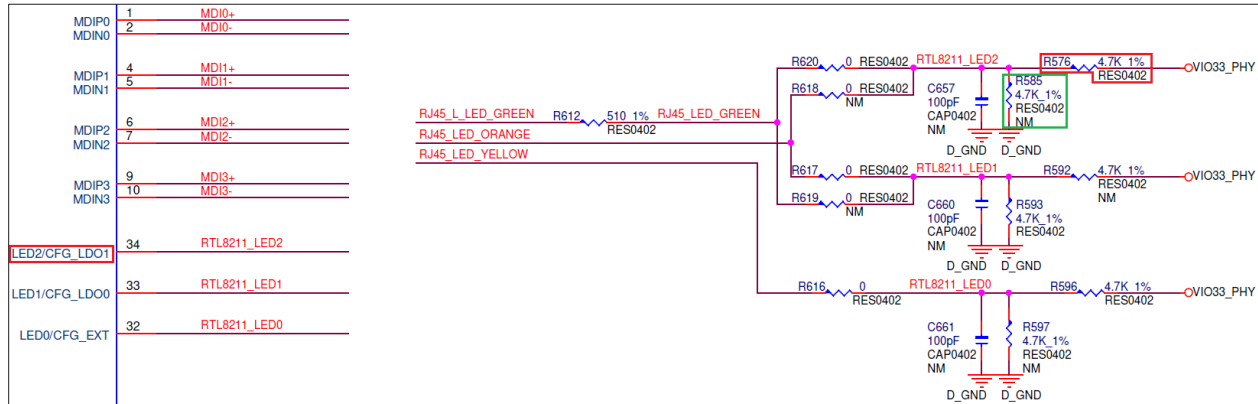 MDIP0 1 MDI0+
MDIN0 2 MDI0-
MDIP1 4 MDI1+
MDIN1 5 MDI1-
MDIP2 6 MDI2+
MDIN2 7 MDI2-
MDIP3 9 MDI3+
MDIN3 10 MDI3-
LED2/CFG_LDO1 34 RTL8211_LED2
LED1/CFG_LDO0 33 RTL8211_LED1
LED0/CFG_EXT 32 RTL8211_LED0
RJ45_L_LED_GREEN R612 510_1% RJ45_LED_GREEN
RES0402
RJ45_LED_ORANGE
RJ45_LED_YELLOW
R620 0 RES0402 RTL8211_LED2 R576 4.7K_1% VIO33_PHY
RES0402
R618 0 RES0402
NM
C657
100pF
CAP0402
NM
R585
4.7K_1%
RES0402
NM
D_GND D_GND
R617 0 RES0402 RTL8211_LED1 R592 4.7K_1% VIO33_PHY
RES0402
NM
R619 0 RES0402
NM
C660
100pF
CAP0402
NM
R593
4.7K_1%
RES0402
D_GND D_GND
R616 0 RTL8211_LED0 R596 4.7K_1% VIO33_PHY
RES0402 RES0402
C661
100pF
CAP0402
NM
R597
4.7K_1%
RES0402
NM
D_GND D_GND